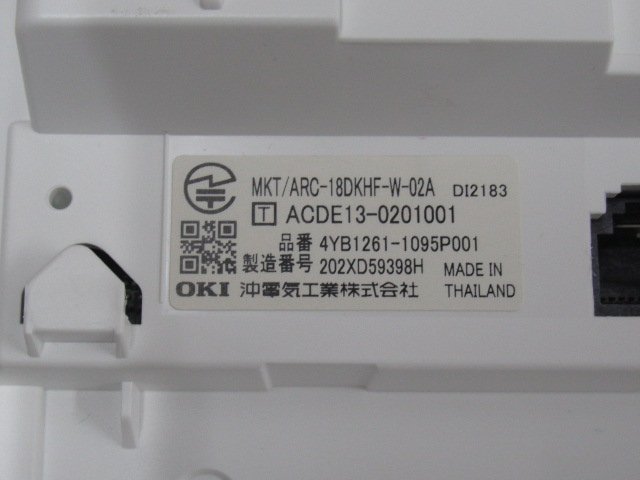 MKT/ARC-18DKHF-W-02A DI2183
T ACDE13-0201001
品番 4YB1261-1095P001
製造番号 202XD59398H MADE IN
OKI 沖電気工業株式会社 THAILAND